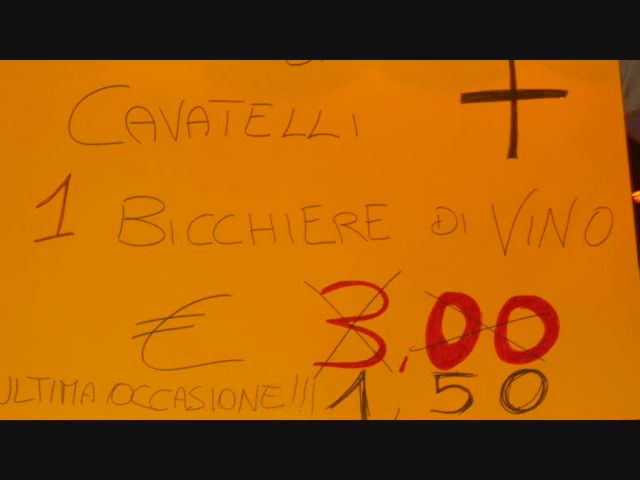 CAVATELLI +
1 BICCHIERE DI VINO
€ 3,00
ULTIMA OCCASIONE!!! 1,50